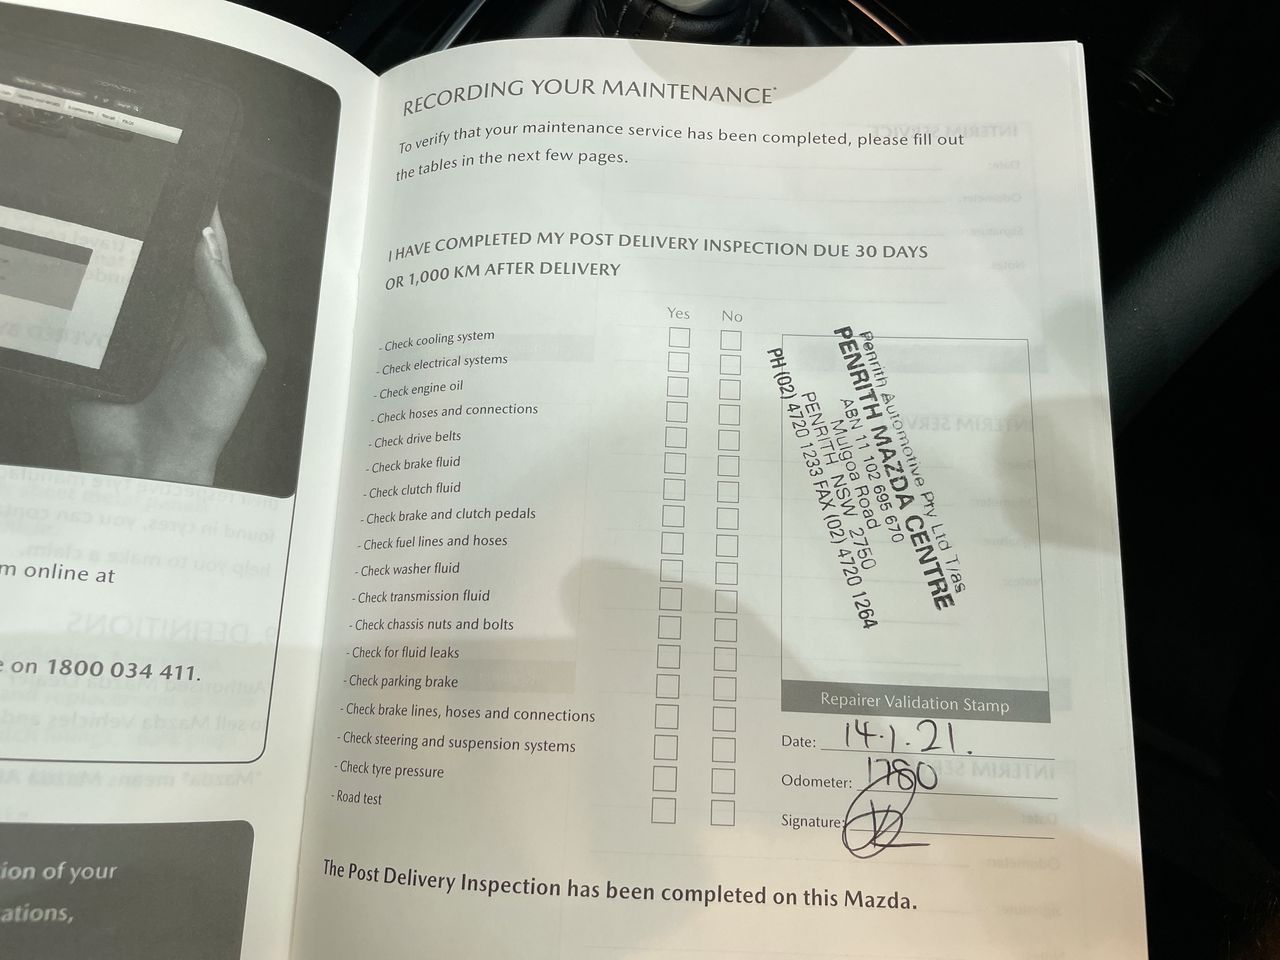 m online at
e on 1800 034 411.
ion of your
ations,
RECORDING YOUR MAINTENANCE*
To verify that your maintenance service has been completed, please fill out
the tables in the next few pages.
I HAVE COMPLETED MY POST DELIVERY INSPECTION DUE 30 DAYS
OR 1,000 KM AFTER DELIVERY
Yes No
- Check cooling system
- Check electrical systems
- Check engine oil
- Check hoses and connections
- Check drive belts
- Check brake fluid
- Check clutch fluid
- Check brake and clutch pedals
- Check fuel lines and hoses
- Check washer fluid
- Check transmission fluid
- Check chassis nuts and bolts
- Check for fluid leaks
- Check parking brake
- Check brake lines, hoses and connections
- Check steering and suspension systems
- Check tyre pressure
- Road test
Penrith Automotive Pty Ltd T/as
PENRITH MAZDA CENTRE
ABN 11 102 695 670
Mulgoa Road
PENRITH NSW 2750
PH (02) 4720 1233 FAX (02) 4720 1264
Repairer Validation Stamp
Date: 14.1.21.
Odometer: 1780
Signature:
The Post Delivery Inspection has been completed on this Mazda.